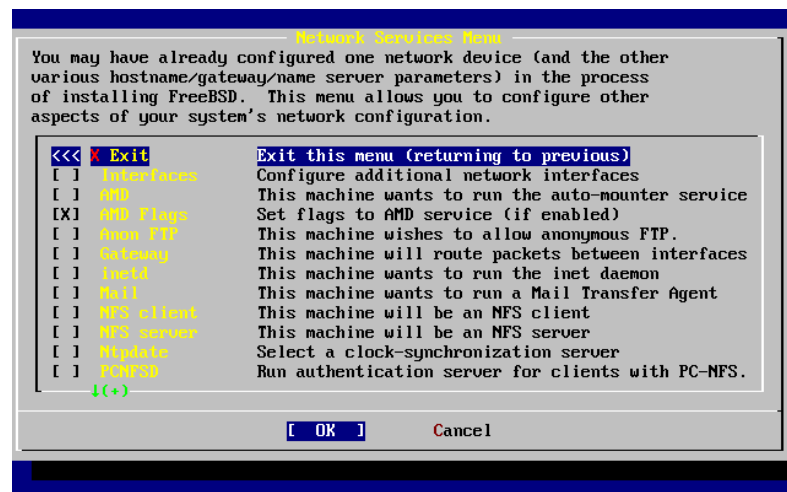 Network Services Menu
You may have already configured one network device (and the other
various hostname/gateway/name server parameters) in the process
of installing FreeBSD.  This menu allows you to configure other
aspects of your system's network configuration.
<<< X Exit Exit this menu (returning to previous)
[ ] Interfaces Configure additional network interfaces
[ ] AMD This machine wants to run the auto-mounter service
[X] AMD Flags Set flags to AMD service (if enabled)
[ ] Anon FTP This machine wishes to allow anonymous FTP.
[ ] Gateway This machine will route packets between interfaces
[ ] inetd This machine wants to run the inet daemon
[ ] Mail This machine wants to run a Mail Transfer Agent
[ ] NFS client This machine will be an NFS client
[ ] NFS server This machine will be an NFS server
[ ] Ntpdate Select a clock-synchronization server
[ ] PCNFSD Run authentication server for clients with PC-NFS.
↓(+)
[ OK ] Cancel